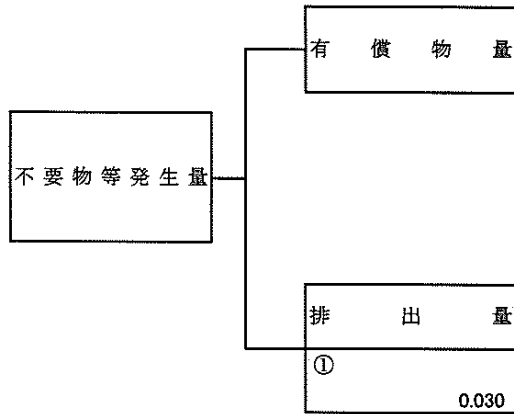 有償物量
不要物等発生量
排出量
①
0.030